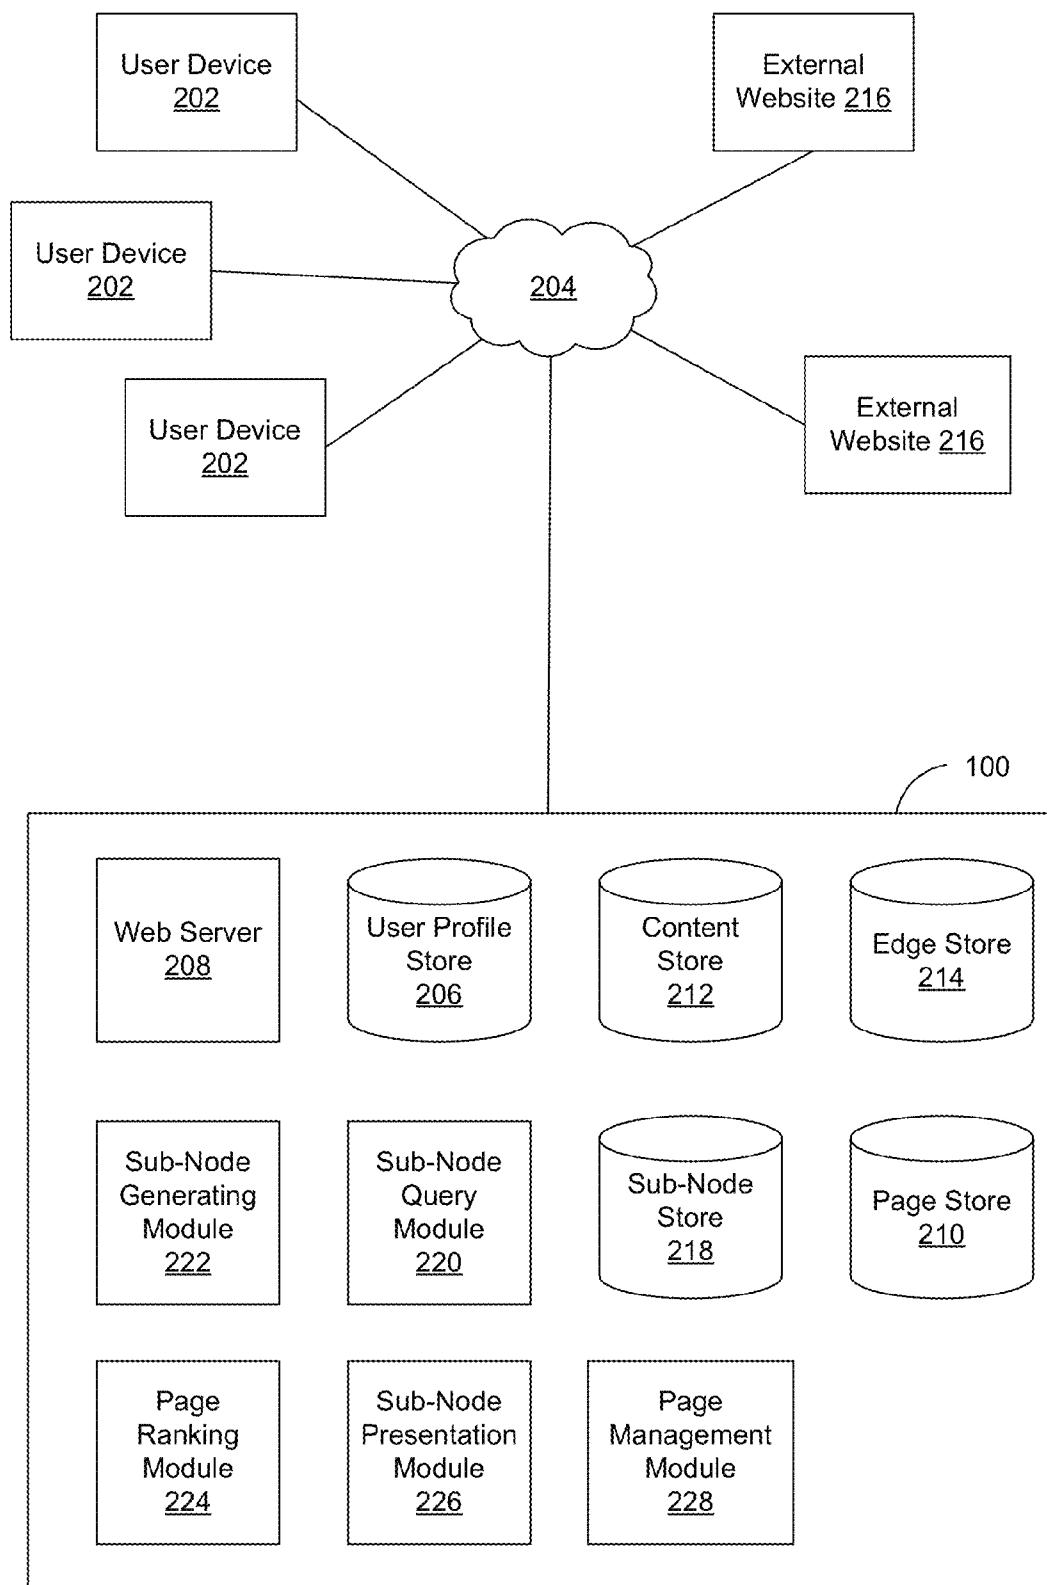 User Device
202
External
Website 216
User Device
202
204
User Device
202
External
Website 216
100
Web Server
208
User Profile
Store
206
Content
Store
212
Edge Store
214
Sub-Node
Generating
Module
222
Sub-Node
Query
Module
220
Sub-Node
Store
218
Page Store
210
Page
Ranking
Module
224
Sub-Node
Presentation
Module
226
Page
Management
Module
228